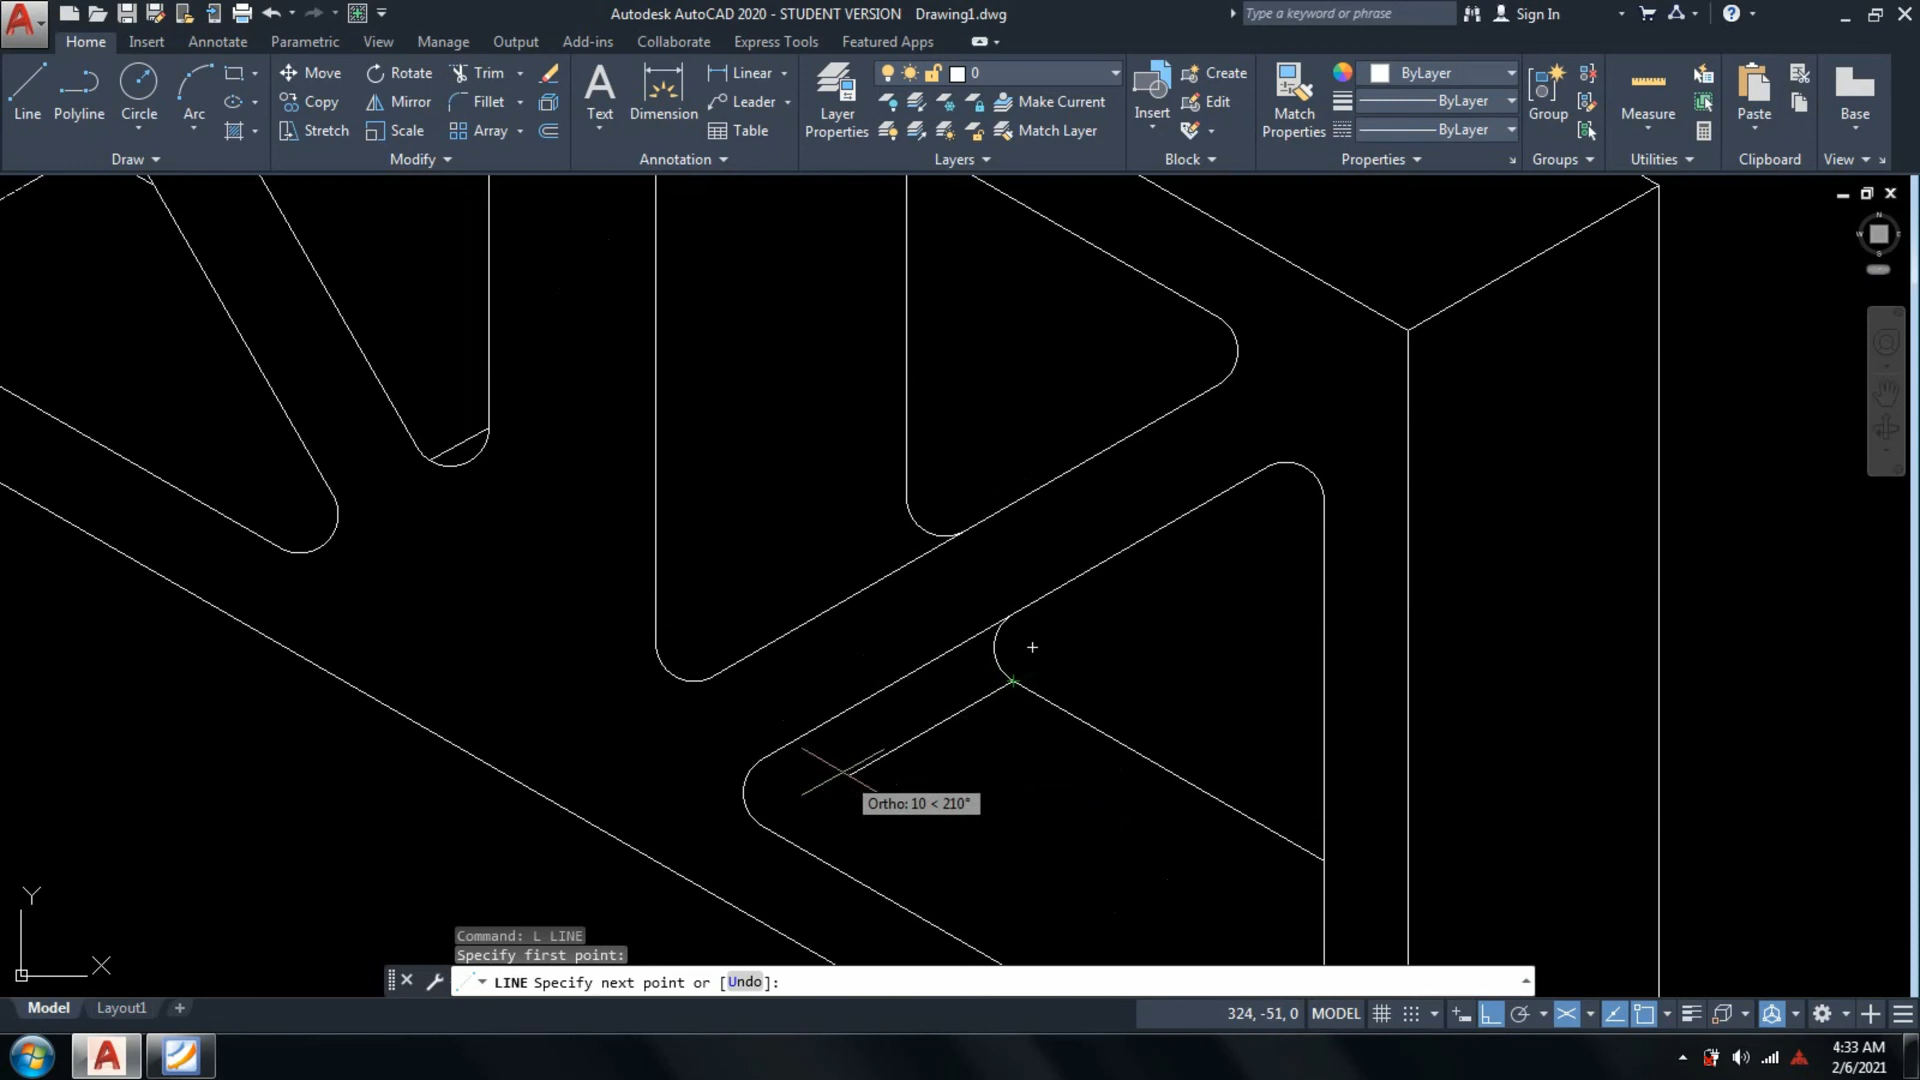 Autodesk AutoCAD 2020 - STUDENT VERSION Drawing1.dwg
Type a keyword or phrase
Sign In
Home Insert Annotate Parametric View Manage Output Add-ins Collaborate Express Tools Featured Apps
Line Polyline Circle Arc
Move Rotate Trim
Copy Mirror Fillet
Stretch Scale Array
Text Dimension
Linear
Leader
Table
Layer Properties
0
Make Current
Match Layer
Insert
Create
Edit
Match Properties
ByLayer
ByLayer
ByLayer
Group
Measure
Paste
Base
Draw Modify Annotation Layers Block Properties Groups Utilities Clipboard View
N
W
S
Ortho: 10 < 210°
Y
X
Command: L LINE
Specify first point:
LINE Specify next point or [Undo]:
Model Layout1
324, -51, 0 MODEL
4:33 AM
2/6/2021